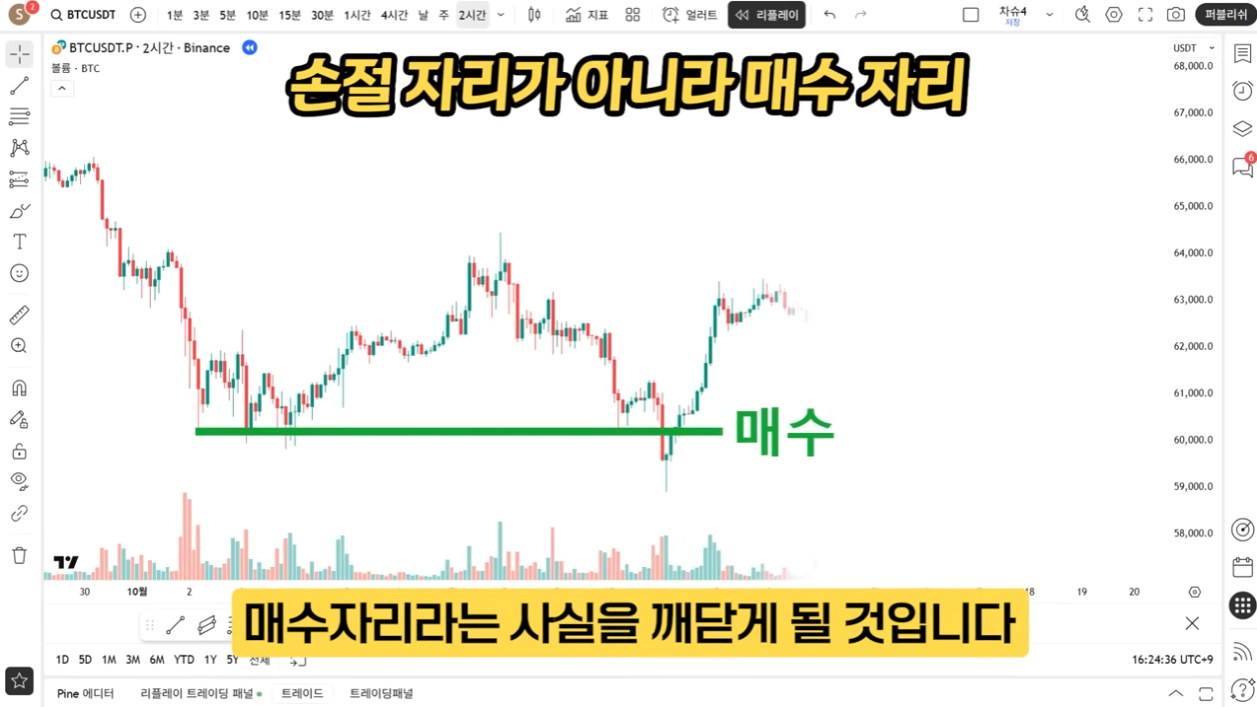 S 2 BTCUSDT 1분 3분 5분 10분 15분 30분 1시간 4시간 날 주 2시간 지표 얼러트 리플레이 차슈4 퍼블리쉬
저장
BTCUSDT.P · 2시간 · Binance
볼륨 · BTC
손절 자리가 아니라 매수 자리
USDT
68,000.0
67,000.0
66,000.0
65,000.0
64,000.0
63,000.0
62,000.0
61,000.0
60,000.0
59,000.0
58,000.0
6
매수
30 10월 2 18 19 20
매수자리라는 사실을 깨닫게 될 것입니다
1D 5D 1M 3M 6M YTD 1Y 5Y 전체 16:24:36 UTC+9
Pine 에디터 리플레이 트레이딩 패널 트레이드 트레이딩패널